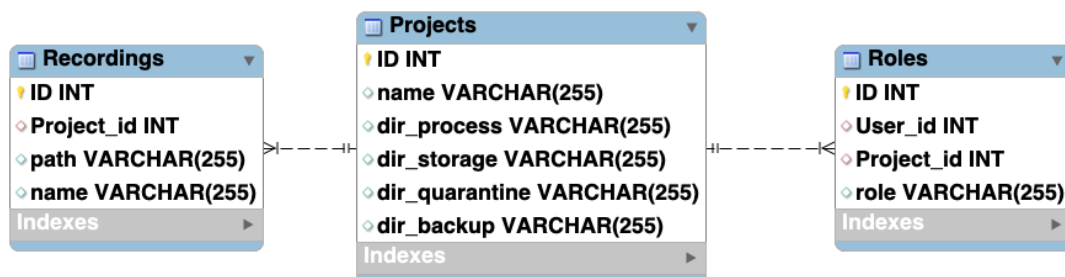 Recordings
ID INT
Project_id INT
path VARCHAR(255)
name VARCHAR(255)
Indexes
Projects
ID INT
name VARCHAR(255)
dir_process VARCHAR(255)
dir_storage VARCHAR(255)
dir_quarantine VARCHAR(255)
dir_backup VARCHAR(255)
Indexes
Roles
ID INT
User_id INT
Project_id INT
role VARCHAR(255)
Indexes